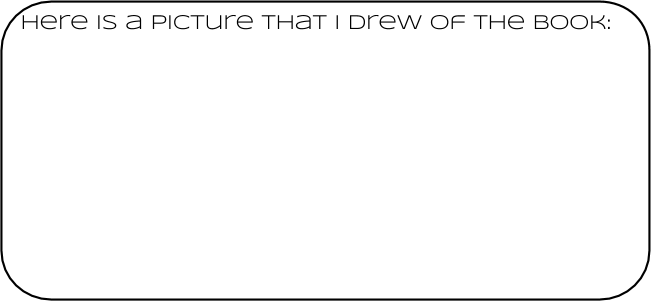 Here is a picture that I drew of the book: